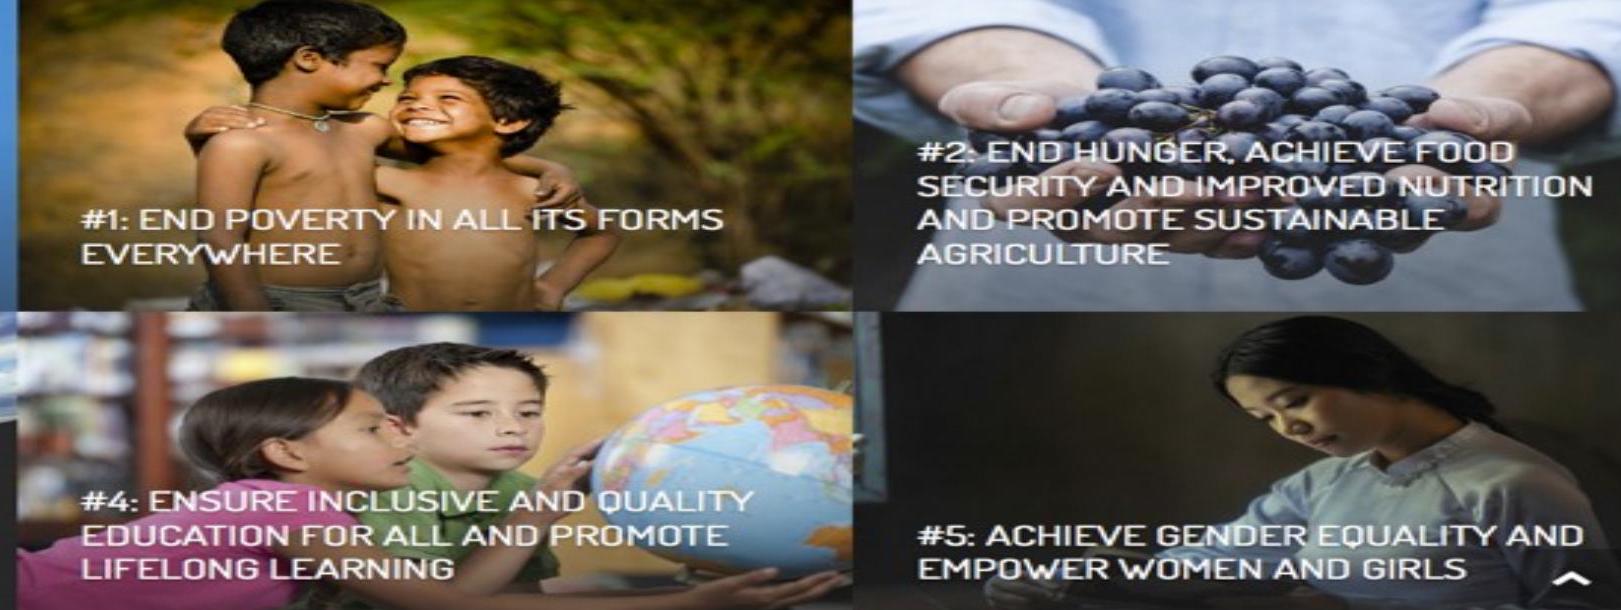 #1: END POVERTY IN ALL ITS FORMS
EVERYWHERE
#2: END HUNGER, ACHIEVE FOOD
SECURITY AND IMPROVED NUTRITION
AND PROMOTE SUSTAINABLE
AGRICULTURE
#4: ENSURE INCLUSIVE AND QUALITY
EDUCATION FOR ALL AND PROMOTE
LIFELONG LEARNING
#5: ACHIEVE GENDER EQUALITY AND
EMPOWER WOMEN AND GIRLS